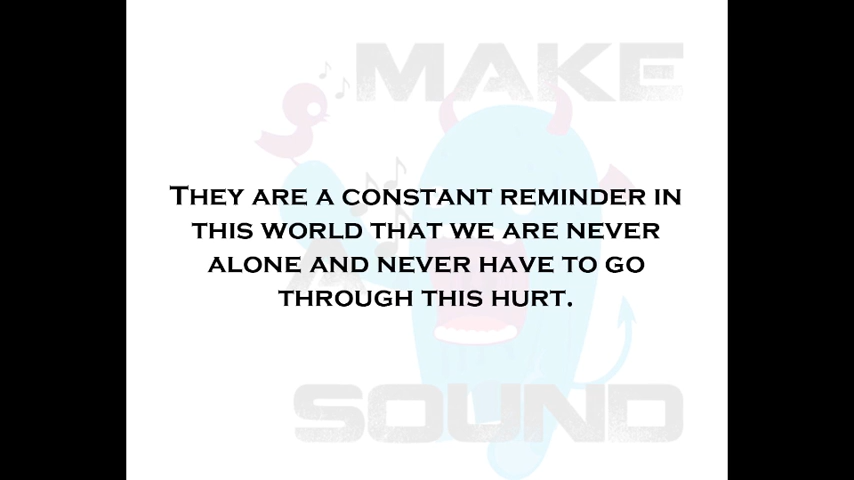 MAKE
THEY ARE A CONSTANT REMINDER IN
THIS WORLD THAT WE ARE NEVER
A
ALONE AND NEVER HAVE TO GO
THROUGH THIS HURT.
SOUND